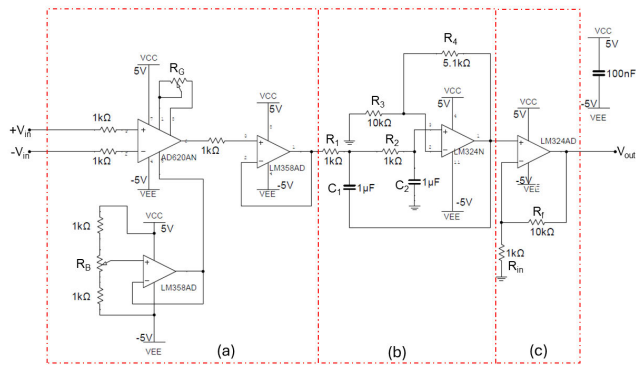 VCC
5V
R_G
1kΩ
+V_in
-V_in
1kΩ
AD620AN
-5V
VEE
1kΩ
VCC
5V
LM358AD
-5V
VEE
1kΩ
VCC
5V
R_B
LM358AD
1kΩ
-5V
VEE
(a)
R_4
5.1kΩ
R_3
10kΩ
VCC
5V
R_1
1kΩ
R_2
1kΩ
LM324N
C_1
1µF
C_2
1µF
-5V
VEE
(b)
VCC
5V
LM324AD
-5V
VEE
V_out
R_f
10kΩ
1kΩ
R_in
(c)
VCC
5V
100nF
-5V
VEE